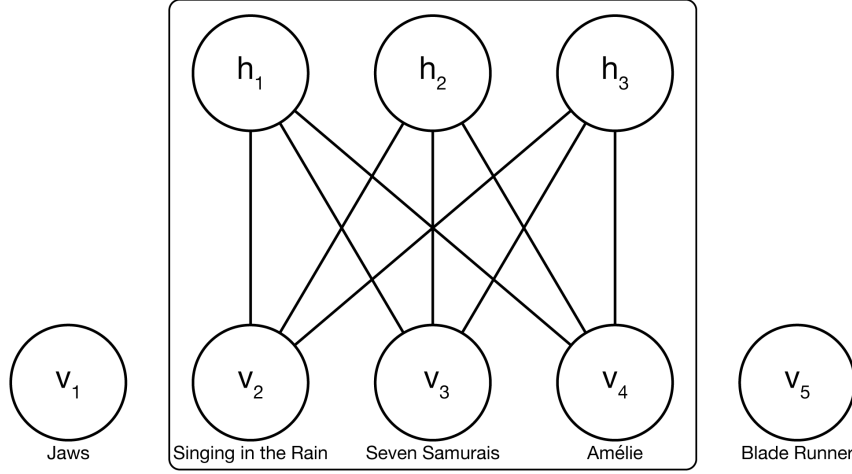 h1
h2
h3
v1
v2
v3
v4
v5
Jaws
Singing in the Rain
Seven Samurais
Amélie
Blade Runner